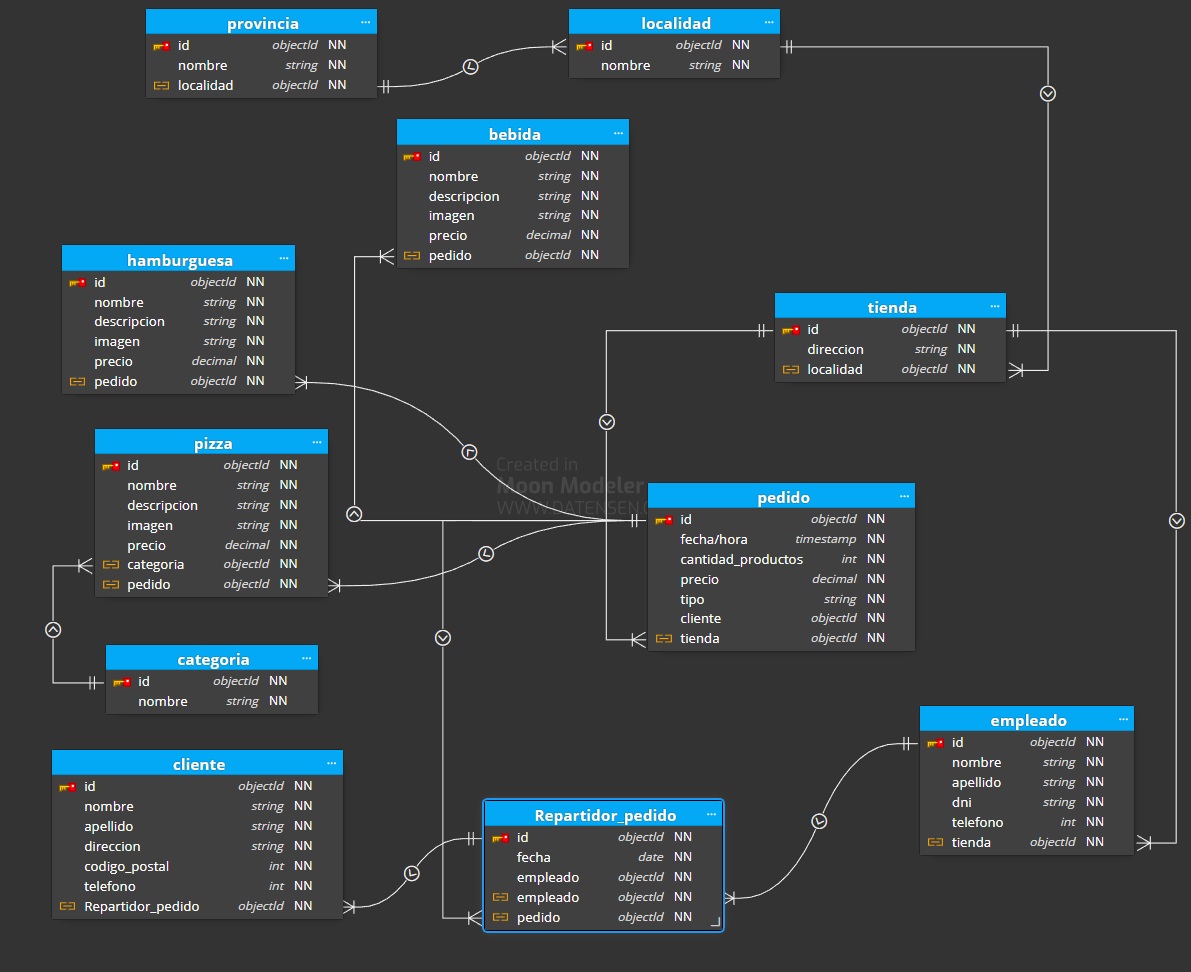 provincia ...
id objectId NN
nombre string NN
localidad objectId NN
localidad ...
id objectId NN
nombre string NN
bebida ...
id objectId NN
nombre string NN
descripcion string NN
imagen string NN
precio decimal NN
pedido objectId NN
hamburguesa ...
id objectId NN
nombre string NN
descripcion string NN
imagen string NN
precio decimal NN
pedido objectId NN
tienda ...
id objectId NN
direccion string NN
localidad objectId NN
pizza ...
id objectId NN
nombre string NN
descripcion string NN
imagen string NN
precio decimal NN
categoria objectId NN
pedido objectId NN
Created in
Moon Modeler
WWW.DATENSEN.
pedido ...
id objectId NN
fecha/hora timestamp NN
cantidad_productos int NN
precio decimal NN
tipo string NN
cliente objectId NN
tienda objectId NN
categoria ...
id objectId NN
nombre string NN
cliente ...
id objectId NN
nombre string NN
apellido string NN
direccion string NN
codigo_postal int NN
telefono int NN
Repartidor_pedido objectId NN
Repartidor_pedido ...
id objectId NN
fecha date NN
empleado objectId NN
empleado objectId NN
pedido objectId NN
empleado ...
id objectId NN
nombre string NN
apellido string NN
dni string NN
telefono int NN
tienda objectId NN